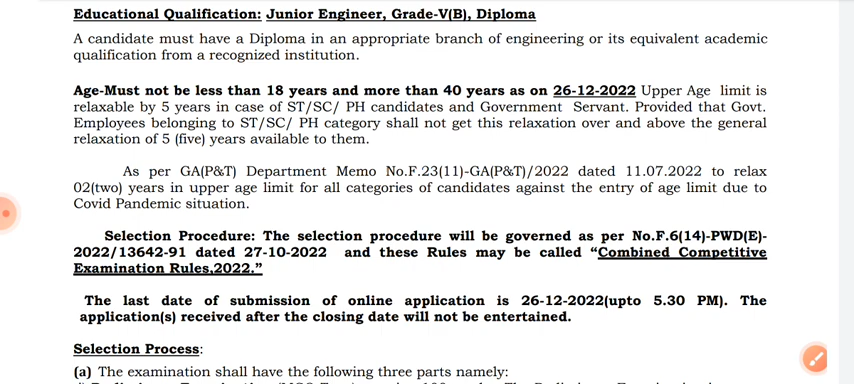 Educational Qualification: Junior Engineer, Grade-V(B), Diploma
A candidate must have a Diploma in an appropriate branch of engineering or its equivalent academic
qualification from a recognized institution.
Age-Must not be less than 18 years and more than 40 years as on 26-12-2022 Upper Age limit is
relaxable by 5 years in case of ST/SC/ PH candidates and Government Servant. Provided that Govt.
Employees belonging to ST/SC/ PH category shall not get this relaxation over and above the general
relaxation of 5 (five) years available to them.
As per GA(P&T) Department Memo No.F.23(11)-GA(P&T)/2022 dated 11.07.2022 to relax
02(two) years in upper age limit for all categories of candidates against the entry of age limit due to
Covid Pandemic situation.
Selection Procedure: The selection procedure will be governed as per No.F.6(14)-PWD(E)-
2022/13642-91 dated 27-10-2022 and these Rules may be called “Combined Competitive
Examination Rules,2022.”
The last date of submission of online application is 26-12-2022(upto 5.30 PM). The
application(s) received after the closing date will not be entertained.
Selection Process:
(a) The examination shall have the following three parts namely: